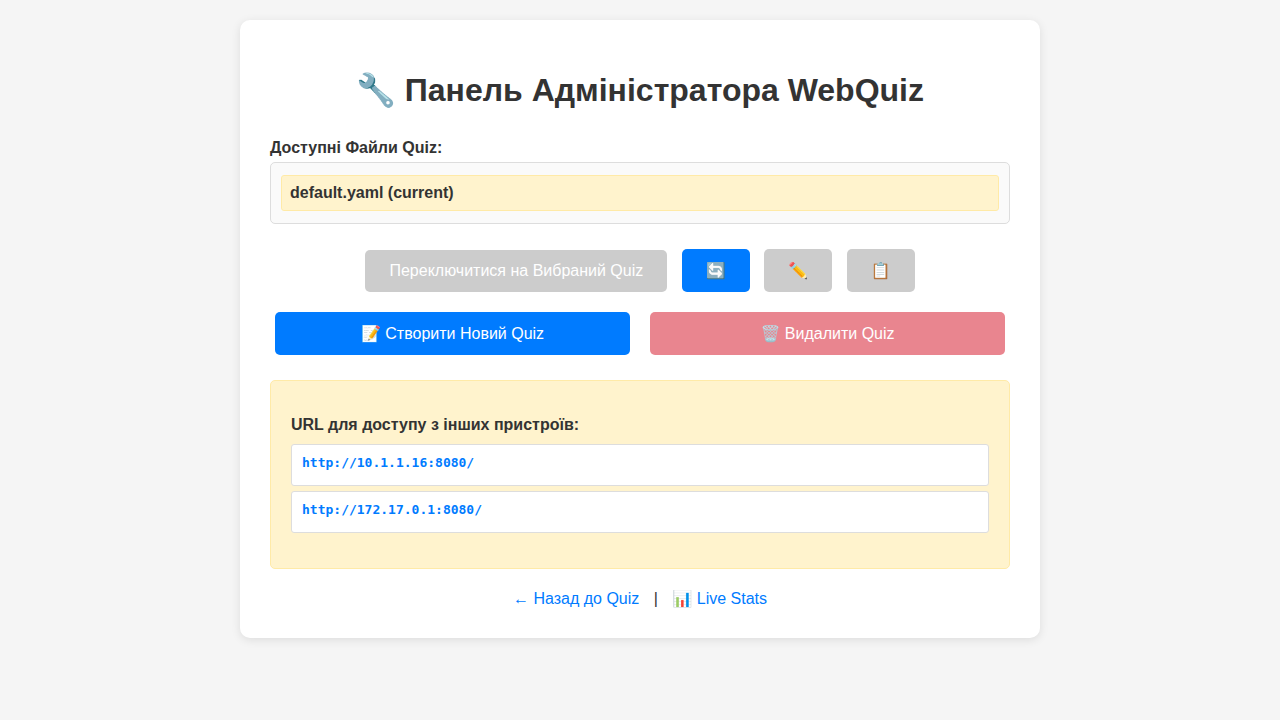 🔧 Панель Адміністратора WebQuiz
Доступні Файли Quiz:
default.yaml (current)
Переключитися на Вибраний Quiz 🔄 ✏️ 📋
📝 Створити Новий Quiz 🗑️ Видалити Quiz
URL для доступу з інших пристроїв:
http://10.1.1.16:8080/
http://172.17.0.1:8080/
← Назад до Quiz | 📊 Live Stats